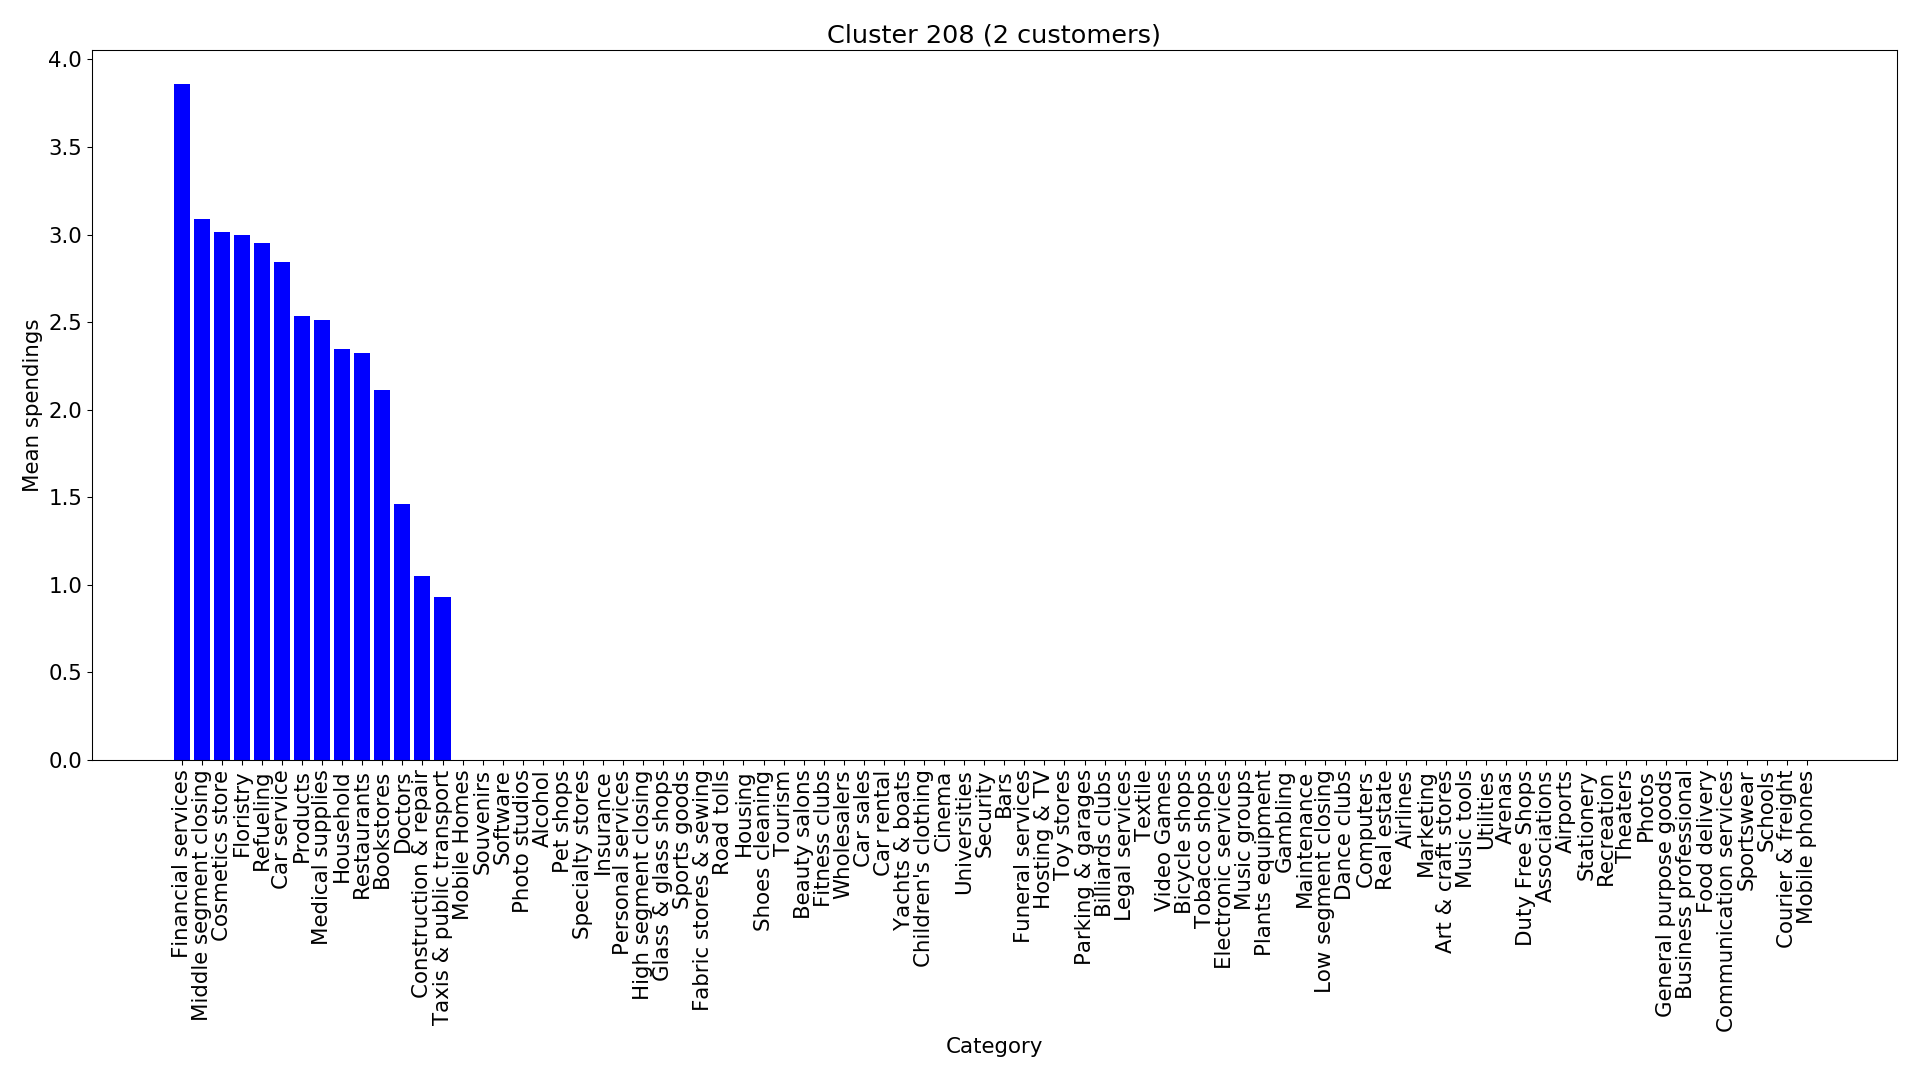 Cluster 208 (2 customers)
4.0
3.5
3.0
2.5
2.0
1.5
1.0
0.5
0.0
Mean spendings
Financial services
Middle segment closing
Cosmetics store
Floristry
Refueling
Car service
Products
Medical supplies
Household
Restaurants
Bookstores
Doctors
Construction & repair
Taxis & public transport
Mobile Homes
Souvenirs
Software
Photo studios
Alcohol
Pet shops
Specialty stores
Insurance
Personal services
High segment closing
Glass & glass shops
Sports goods
Fabric stores & sewing
Road tolls
Housing
Shoes cleaning
Tourism
Beauty salons
Fitness clubs
Wholesalers
Car sales
Car rental
Yachts & boats
Children's clothing
Cinema
Universities
Security
Bars
Funeral services
Hosting & TV
Toy stores
Parking & garages
Billiards clubs
Legal services
Textile
Video Games
Bicycle shops
Tobacco shops
Electronic services
Music groups
Plants equipment
Gambling
Maintenance
Low segment closing
Dance clubs
Computers
Real estate
Airlines
Marketing
Art & craft stores
Music tools
Utilities
Arenas
Duty Free Shops
Associations
Airports
Stationery
Recreation
Theaters
Photos
General purpose goods
Business professional
Food delivery
Communication services
Sportswear
Schools
Courier & freight
Mobile phones
Category